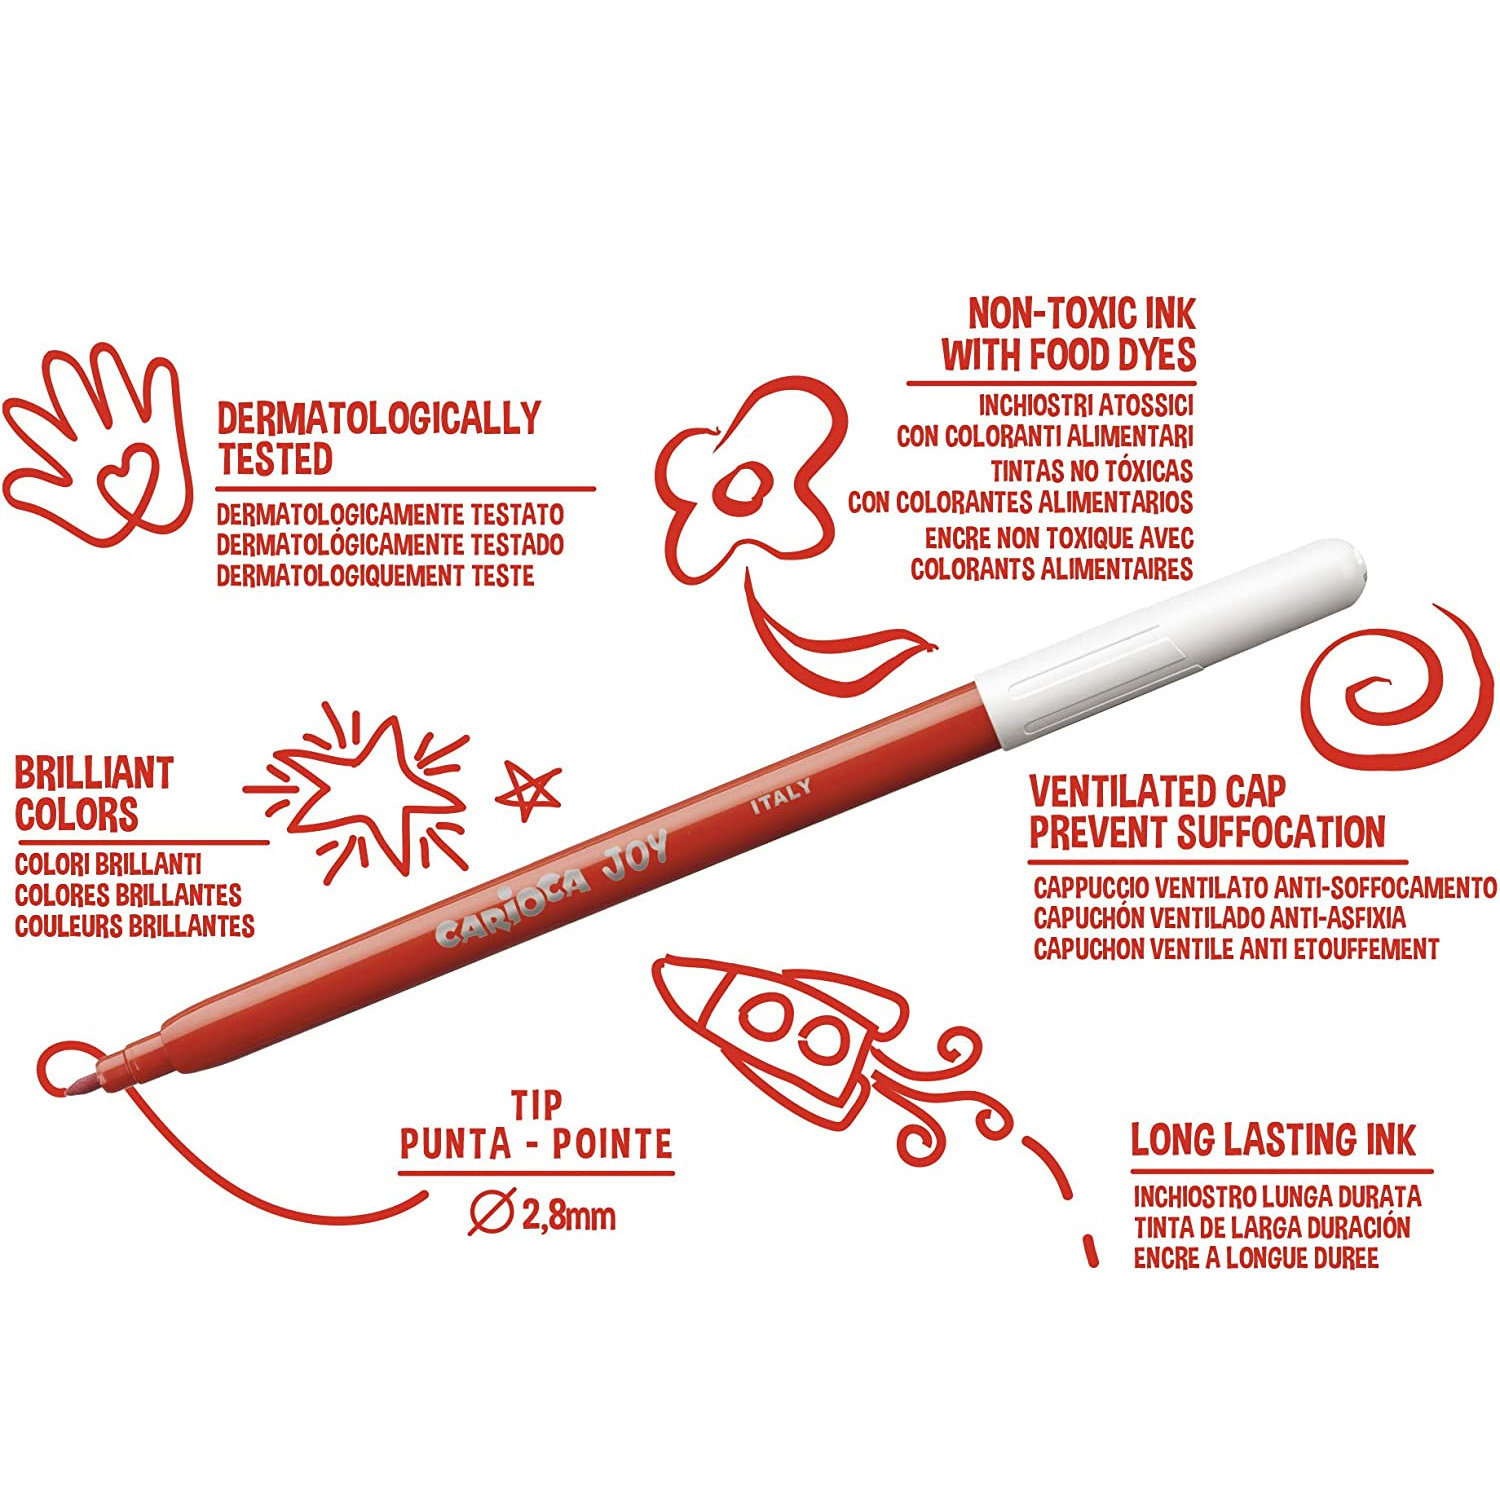 NON-TOXIC INK
WITH FOOD DYES
INCHIOSTRI ATOSSICI
CON COLORANTI ALIMENTARI
TINTAS NO TÓXICAS
CON COLORANTES ALIMENTARIOS
ENCRE NON TOXIQUE AVEC
COLORANTS ALIMENTAIRES
DERMATOLOGICALLY
TESTED
DERMATOLOGICAMENTE TESTATO
DERMATOLÓGICAMENTE TESTADO
DERMATOLOGIQUEMENT TESTE
BRILLIANT
COLORS
COLORI BRILLANTI
COLORES BRILLANTES
COULEURS BRILLANTES
CARIOCA JOY ITALY
VENTILATED CAP
PREVENT SUFFOCATION
CAPPUCCIO VENTILATO ANTI-SOFFOCAMENTO
CAPUCHÓN VENTILADO ANTI-ASFIXIA
CAPUCHON VENTILE ANTI ETOUFFEMENT
TIP
PUNTA - POINTE
Ø 2,8mm
LONG LASTING INK
INCHIOSTRO LUNGA DURATA
TINTA DE LARGA DURACIÓN
ENCRE A LONGUE DUREE